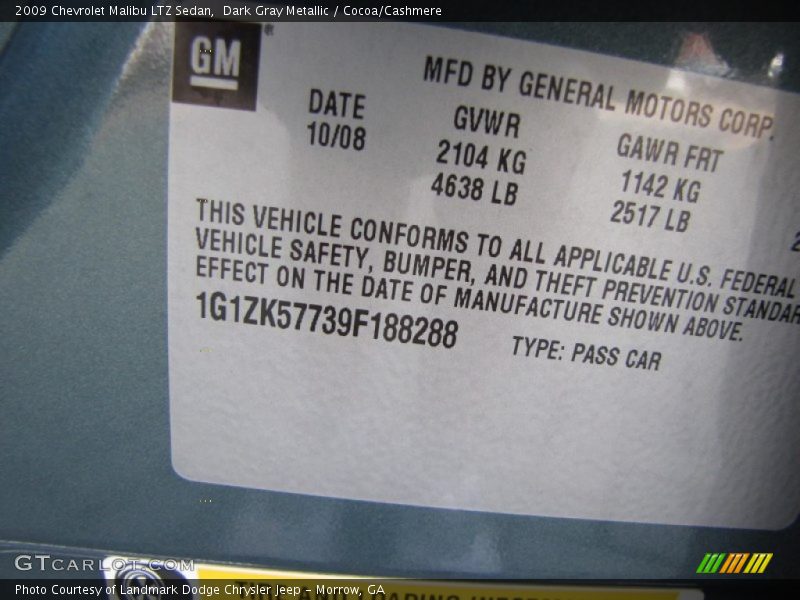 2009 Chevrolet Malibu LTZ Sedan,  Dark Gray Metallic / Cocoa/Cashmere
GM ®
MFD BY GENERAL MOTORS CORP.
DATE GVWR GAWR FRT
10/08 2104 KG 1142 KG
4638 LB 2517 LB
THIS VEHICLE CONFORMS TO ALL APPLICABLE U.S. FEDERAL
VEHICLE SAFETY, BUMPER, AND THEFT PREVENTION STANDAR
EFFECT ON THE DATE OF MANUFACTURE SHOWN ABOVE.
1G1ZK57739F188288 TYPE: PASS CAR
GTCARLOT.COM
Photo Courtesy of Landmark Dodge Chrysler Jeep - Morrow, GA